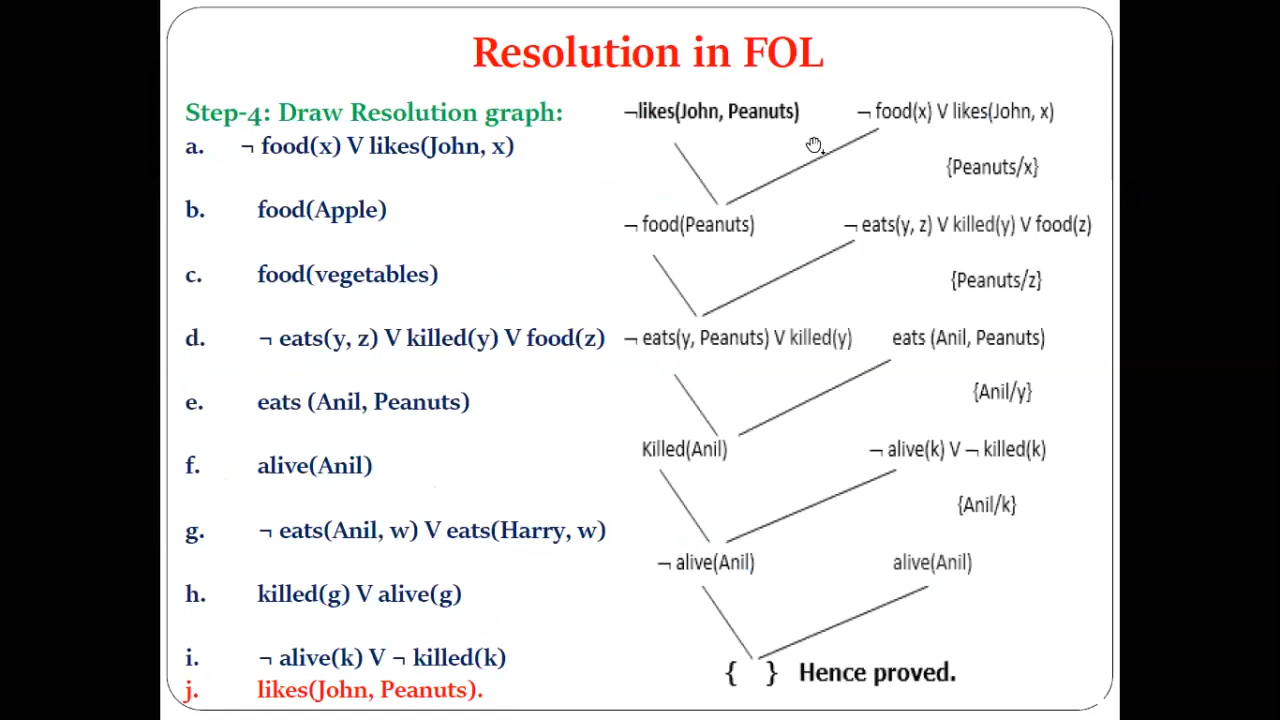 Resolution in FOL
Step-4: Draw Resolution graph:
a. ¬ food(x) V likes(John, x)
b. food(Apple)
c. food(vegetables)
d. ¬ eats(y, z) V killed(y) V food(z)
e. eats (Anil, Peanuts)
f. alive(Anil)
g. ¬ eats(Anil, w) V eats(Harry, w)
h. killed(g) V alive(g)
i. ¬ alive(k) V ¬ killed(k)
j. likes(John, Peanuts).
¬likes(John, Peanuts) ¬ food(x) V likes(John, x)
{Peanuts/x}
¬ food(Peanuts) ¬ eats(y, z) V killed(y) V food(z)
{Peanuts/z}
¬ eats(y, Peanuts) V killed(y) eats (Anil, Peanuts)
{Anil/y}
Killed(Anil) ¬ alive(k) V ¬ killed(k)
{Anil/k}
¬ alive(Anil) alive(Anil)
{ } Hence proved.